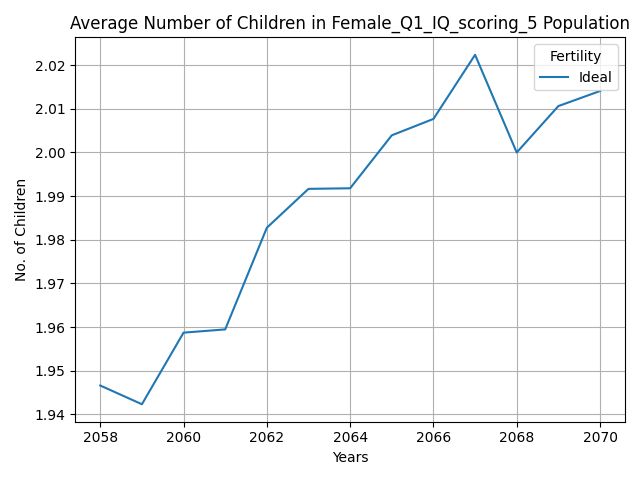 Average Number of Children in Female_Q1_IQ_scoring_5 Population
Fertility
Ideal
2.02
2.01
2.00
1.99
1.98
1.97
1.96
1.95
1.94
No. of Children
2058 2060 2062 2064 2066 2068 2070
Years